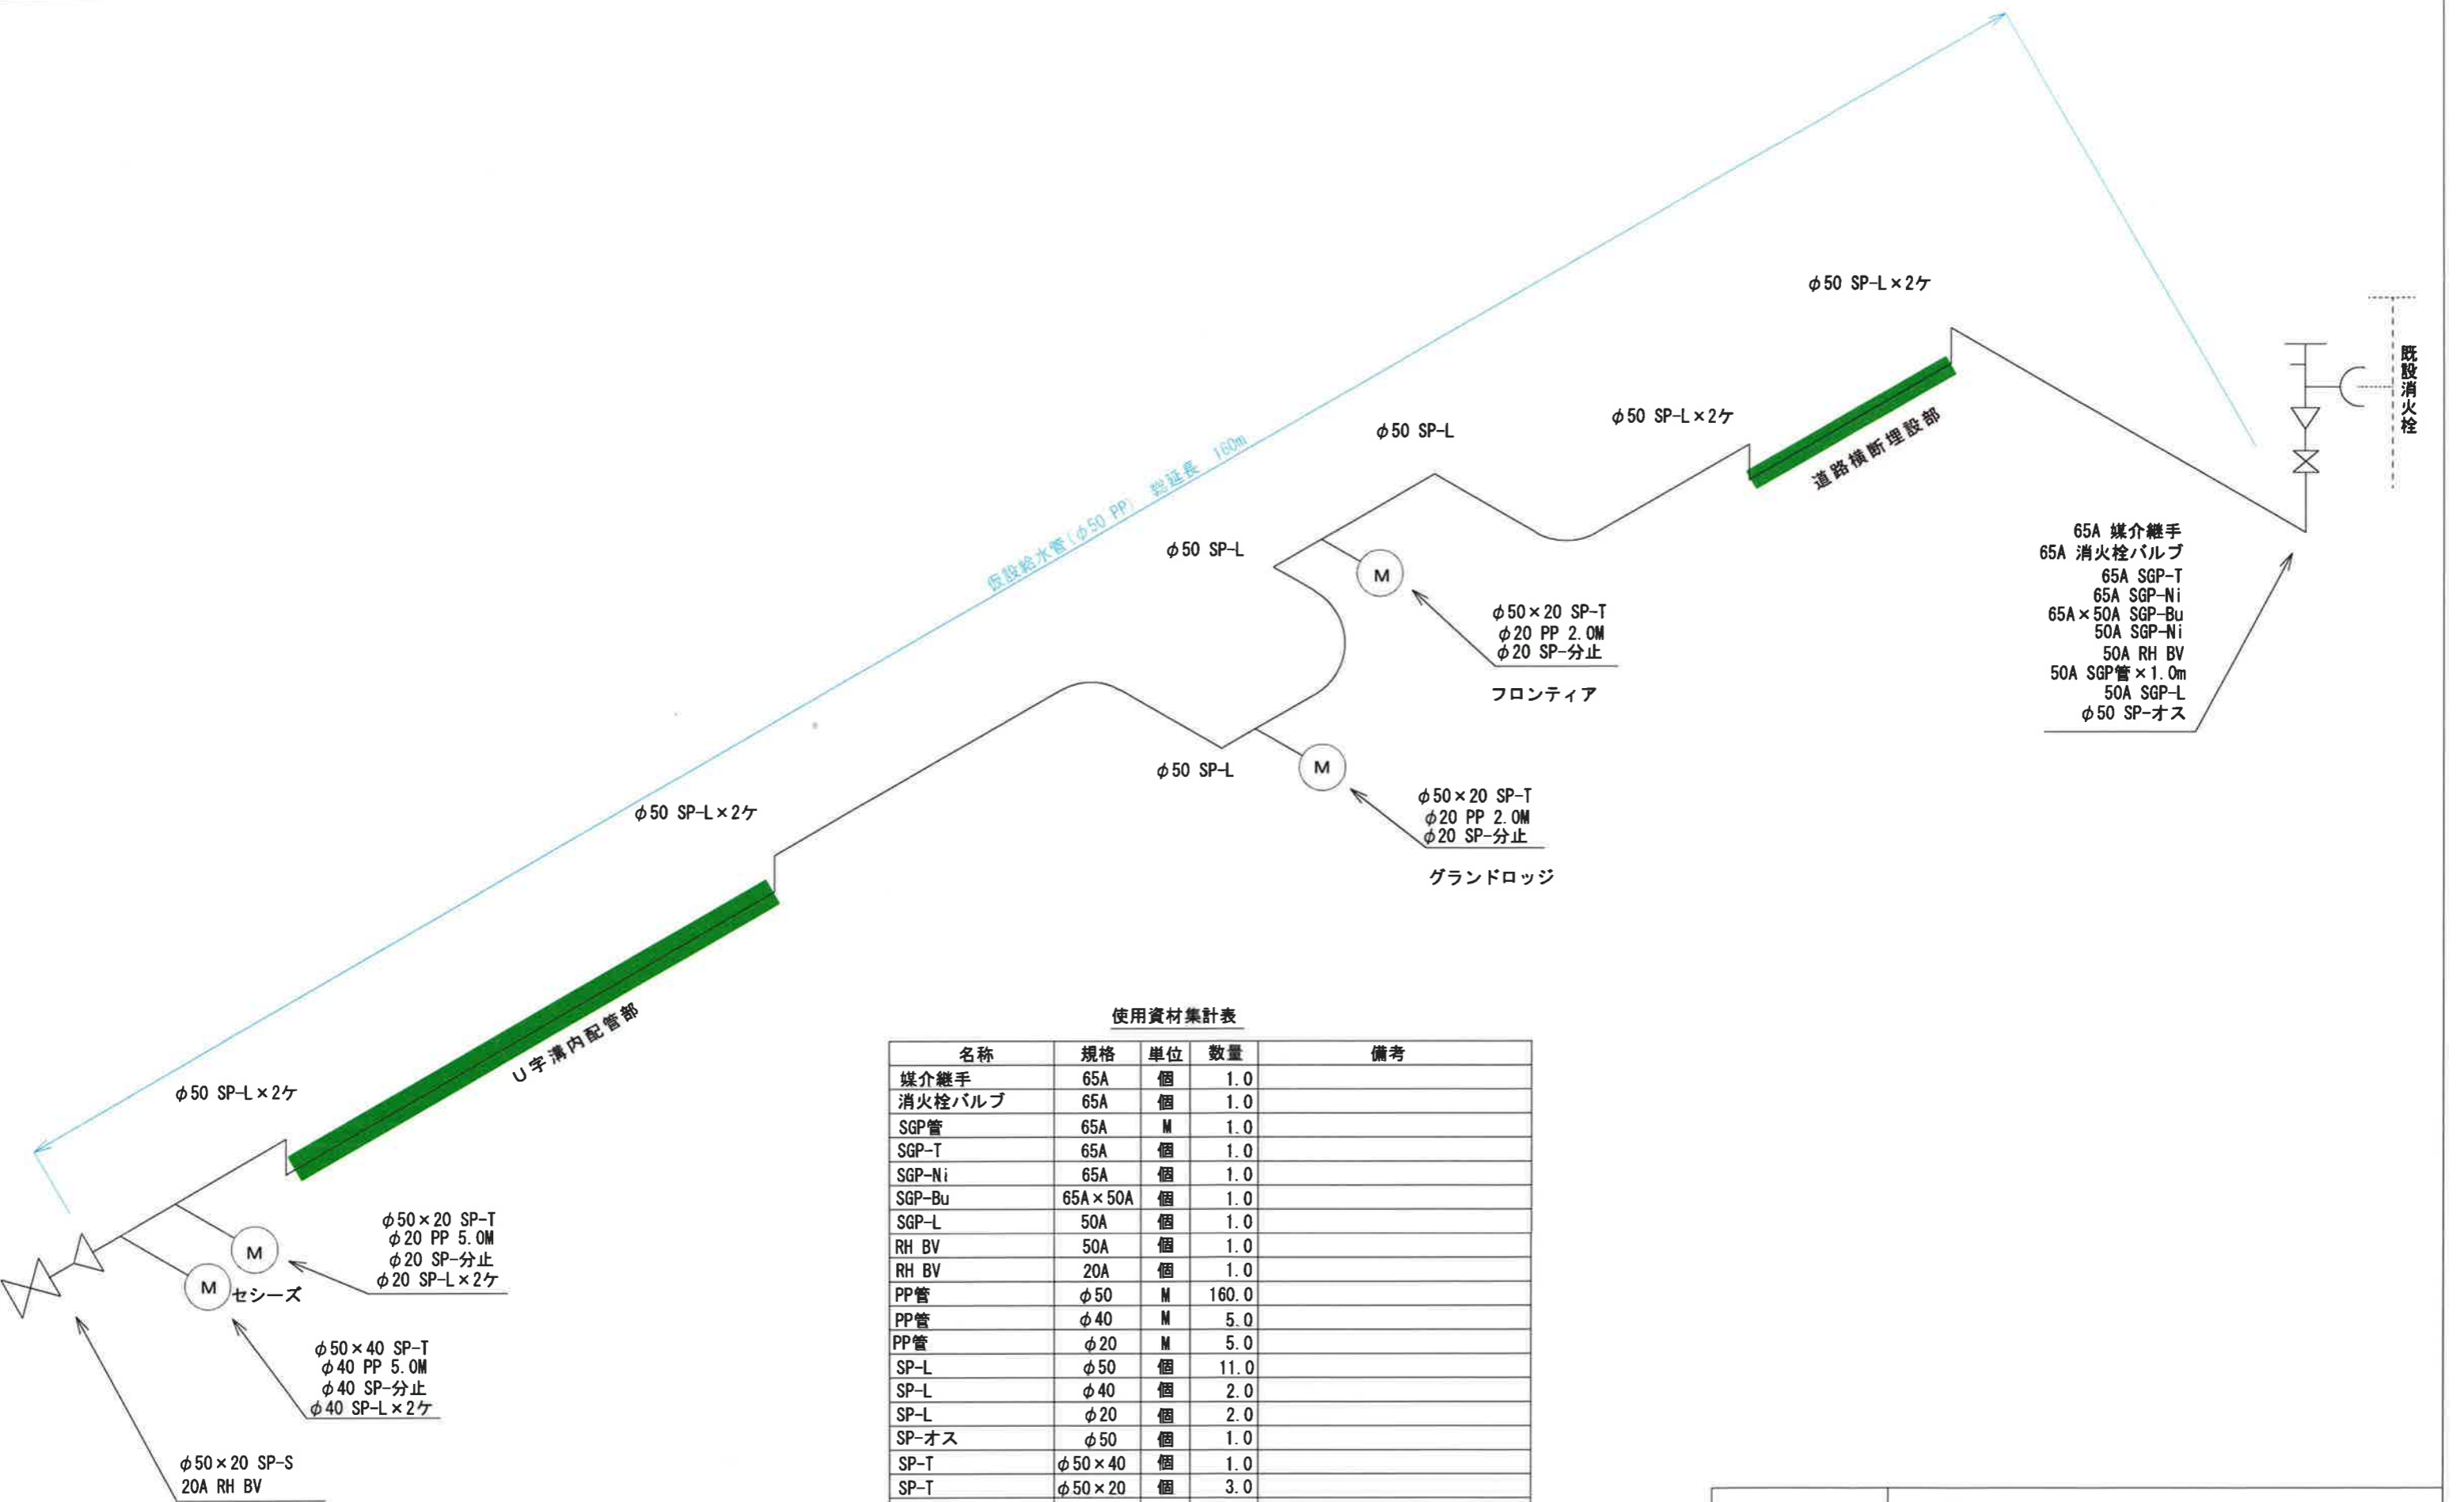 φ50 SP-L×2ケ
既設消火栓
φ50 SP-L×2ケ
φ50 SP-L
道路横断埋設部
仮設給水管(φ50 PP) 総延長 160m
φ50 SP-L
65A 媒介継手
65A 消火栓バルブ
65A SGP-T
65A SGP-Ni
65A×50A SGP-Bu
50A SGP-Ni
50A RH BV
50A SGP管×1.0m
50A SGP-L
φ50 SP-オス
M
φ50×20 SP-T
φ20 PP 2.0M
φ20 SP-分止
フロンティア
φ50 SP-L
M
φ50×20 SP-T
φ20 PP 2.0M
φ20 SP-分止
グランドロッジ
φ50 SP-L×2ケ
U字溝内配管部
φ50 SP-L×2ケ
M
φ50×20 SP-T
φ20 PP 5.0M
φ20 SP-分止
φ20 SP-L×2ケ
M セシーズ
φ50×40 SP-T
φ40 PP 5.0M
φ40 SP-分止
φ40 SP-L×2ケ
φ50×20 SP-S
20A RH BV
使用資材集計表
名称 規格 単位 数量 備考
媒介継手 65A 個 1.0
消火栓バルブ 65A 個 1.0
SGP管 65A M 1.0
SGP-T 65A 個 1.0
SGP-Ni 65A 個 1.0
SGP-Bu 65A×50A 個 1.0
SGP-L 50A 個 1.0
RH BV 50A 個 1.0
RH BV 20A 個 1.0
PP管 φ50 M 160.0
PP管 φ40 M 5.0
PP管 φ20 M 5.0
SP-L φ50 個 11.0
SP-L φ40 個 2.0
SP-L φ20 個 2.0
SP-オス φ50 個 1.0
SP-T φ50×40 個 1.0
SP-T φ50×20 個 3.0